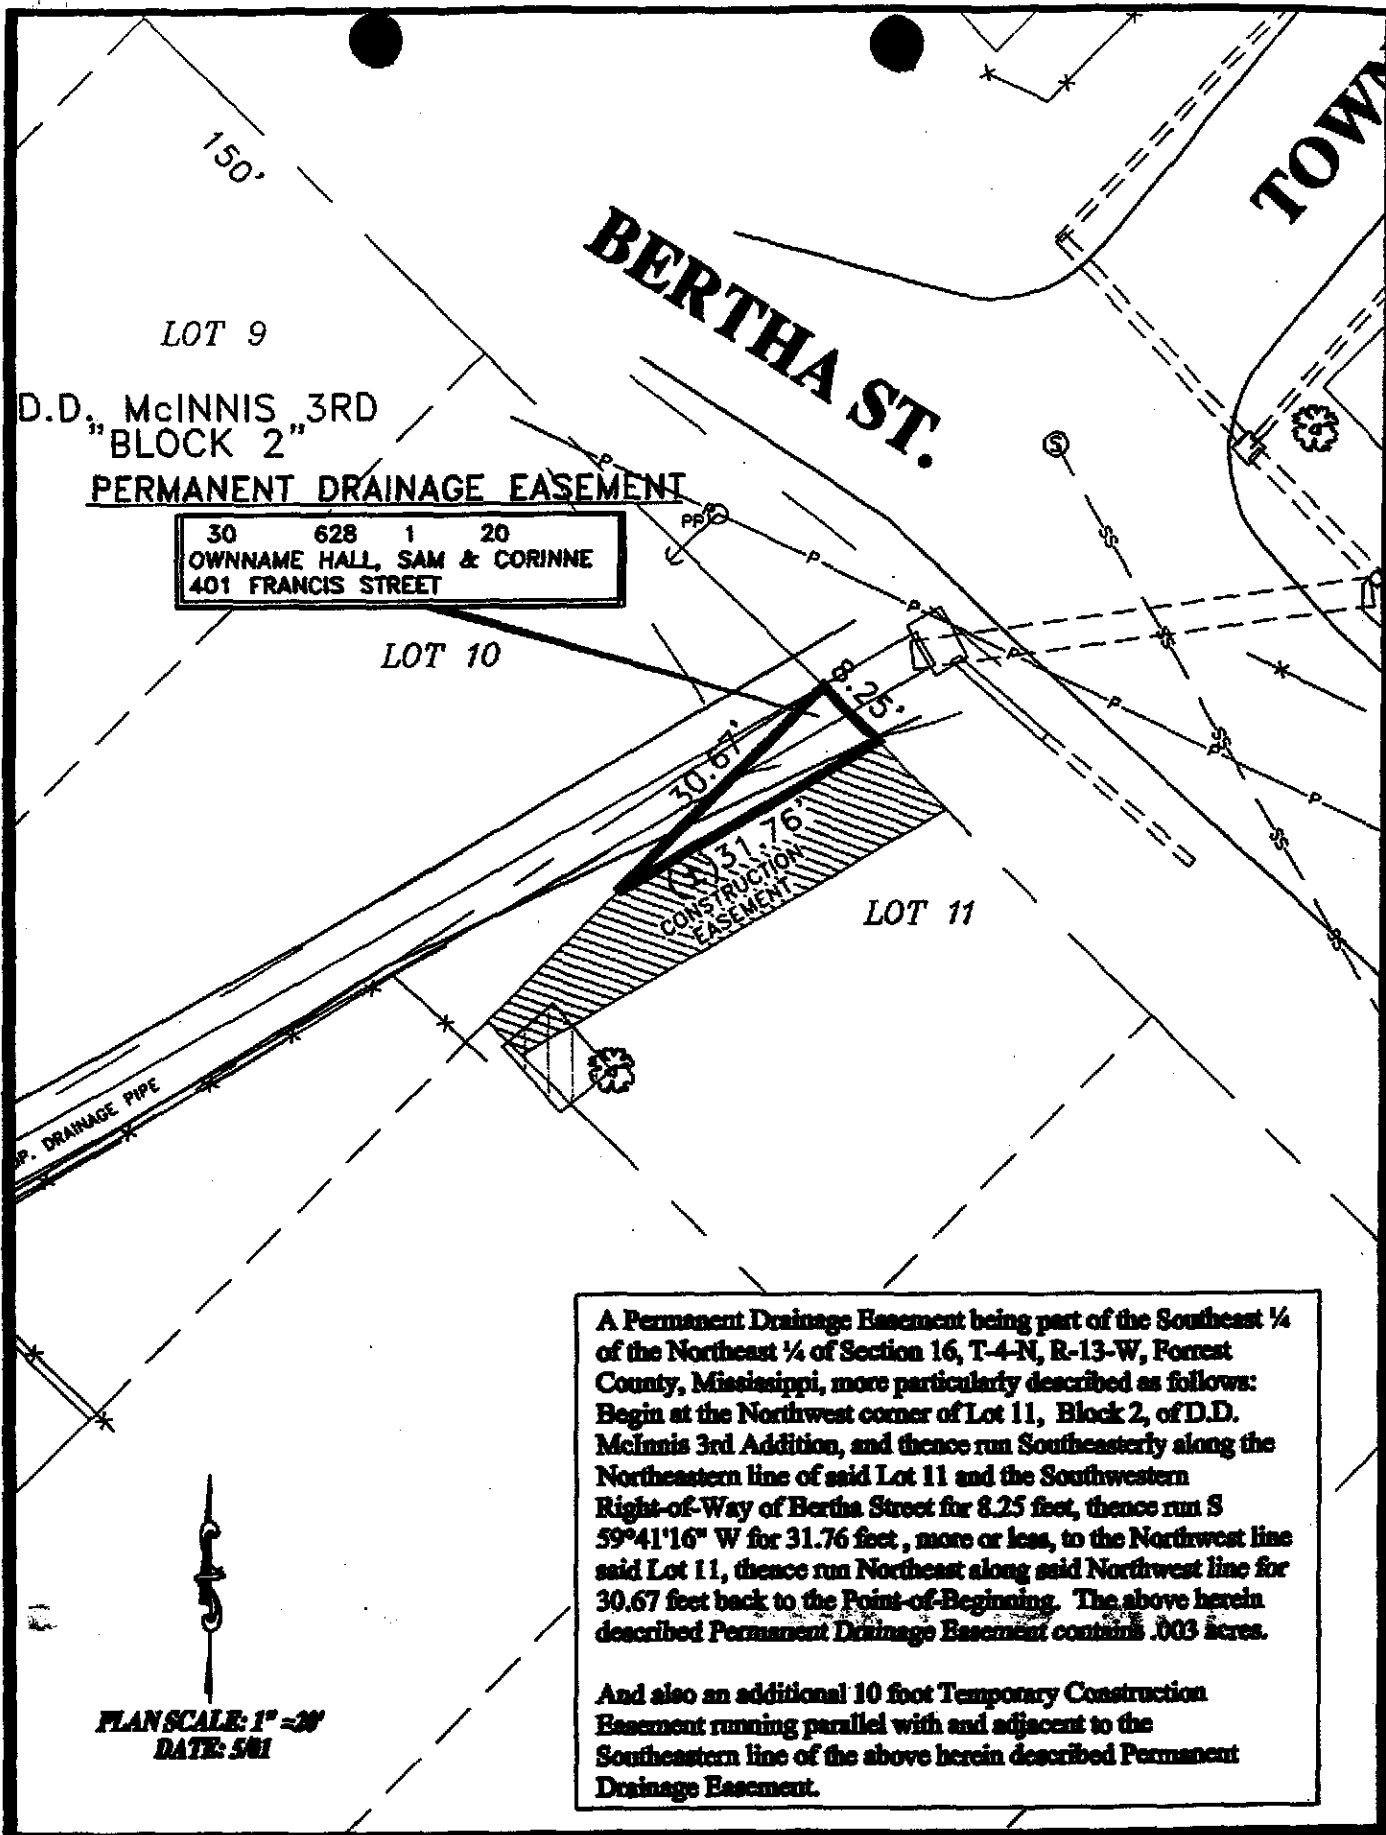 TOWN
150'
BERTHA ST.
LOT 9
D.D. McINNIS 3RD
"BLOCK 2"
PERMANENT DRAINAGE EASEMENT
30 628 1 20
OWNNAME HALL, SAM & CORINNE
401 FRANCIS STREET
P
PP
P
S
SS
P
LOT 10
P
SS
8.25'
P
SS
P
30.67'
P
SS
31.76'
CONSTRUCTION
EASEMENT
LOT 11
SS
DRAINAGE PIPE
A Permanent Drainage Easement being part of the Southeast ¼
of the Northeast ¼ of Section 16, T-4-N, R-13-W, Forrest
County, Mississippi, more particularly described as follows:
Begin at the Northwest corner of Lot 11, Block 2, of D.D.
McInnis 3rd Addition, and thence run Southeasterly along the
Northeastern line of said Lot 11 and the Southwestern
Right-of-Way of Bertha Street for 8.25 feet, thence run S
59°41'16" W for 31.76 feet , more or less, to the Northwest line
said Lot 11, thence run Northeast along said Northwest line for
30.67 feet back to the Point-of-Beginning. The above herein
described Permanent Drainage Easement contains .003 acres.
And also an additional 10 foot Temporary Construction
Easement running parallel with and adjacent to the
Southeastern line of the above herein described Permanent
Drainage Easement.
PLAN SCALE: 1" =20'
DATE: 5/01